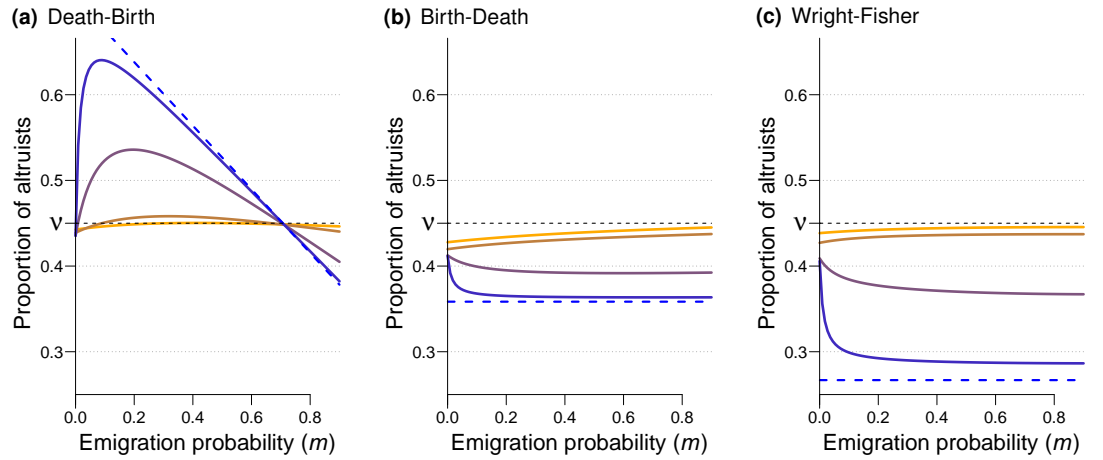 (a) Death-Birth
(b) Birth-Death
(c) Wright-Fisher
Proportion of altruists
0.6
0.5
ν
0.4
0.3
0.0 0.2 0.4 0.6 0.8
Emigration probability (m)
Proportion of altruists
0.6
0.5
ν
0.4
0.3
0.0 0.2 0.4 0.6 0.8
Emigration probability (m)
Proportion of altruists
0.6
0.5
ν
0.4
0.3
0.0 0.2 0.4 0.6 0.8
Emigration probability (m)